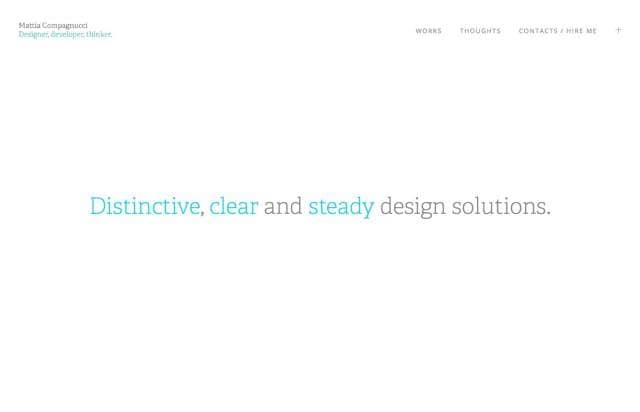 Mattia Compagnucci
Designer, developer, thinker.
WORKS THOUGHTS CONTACTS / HIRE ME +
Distinctive, clear and steady design solutions.